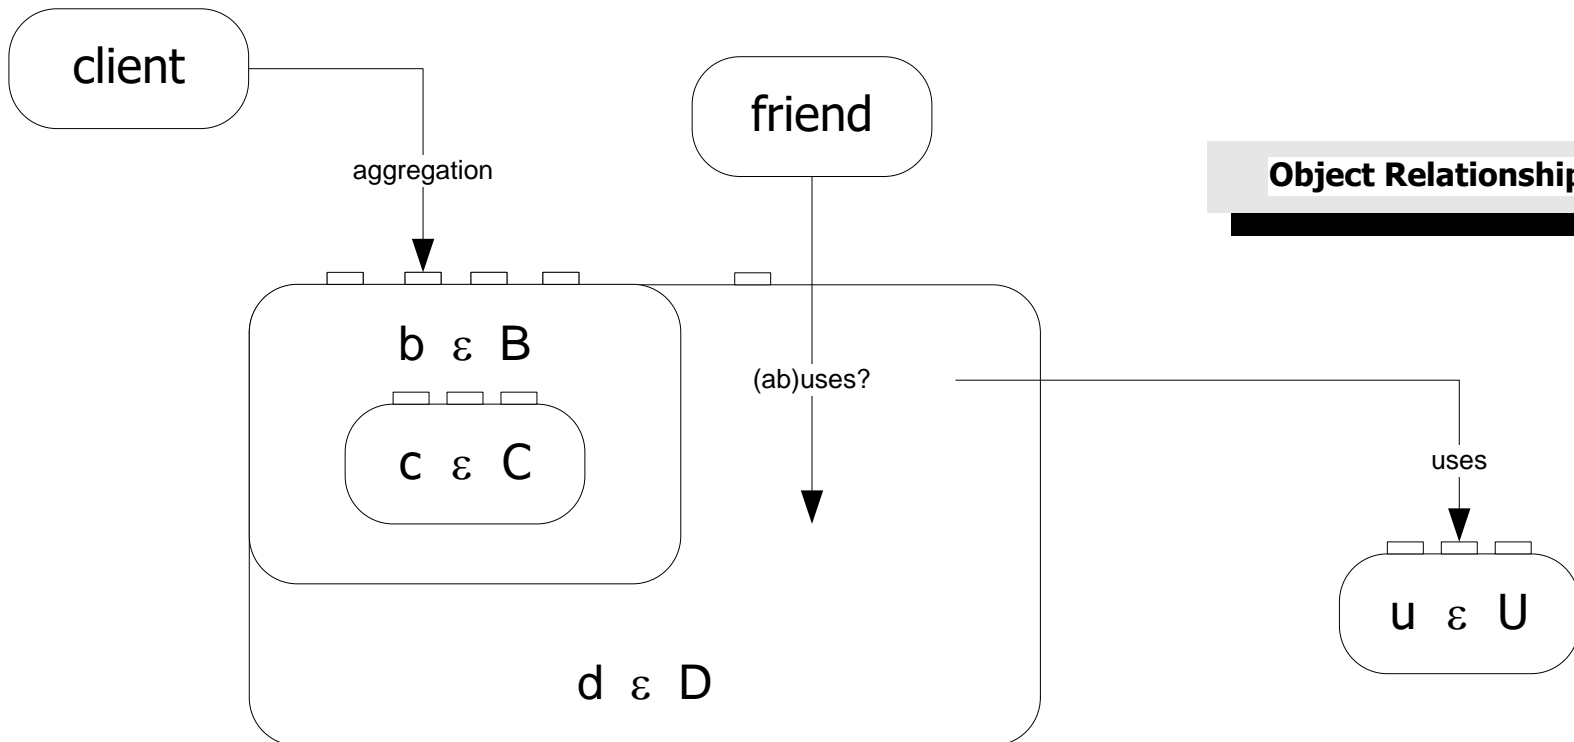 client
friend
aggregation
Object Relationship
b ε B
(ab)uses?
c ε C
uses
u ε U
d ε D